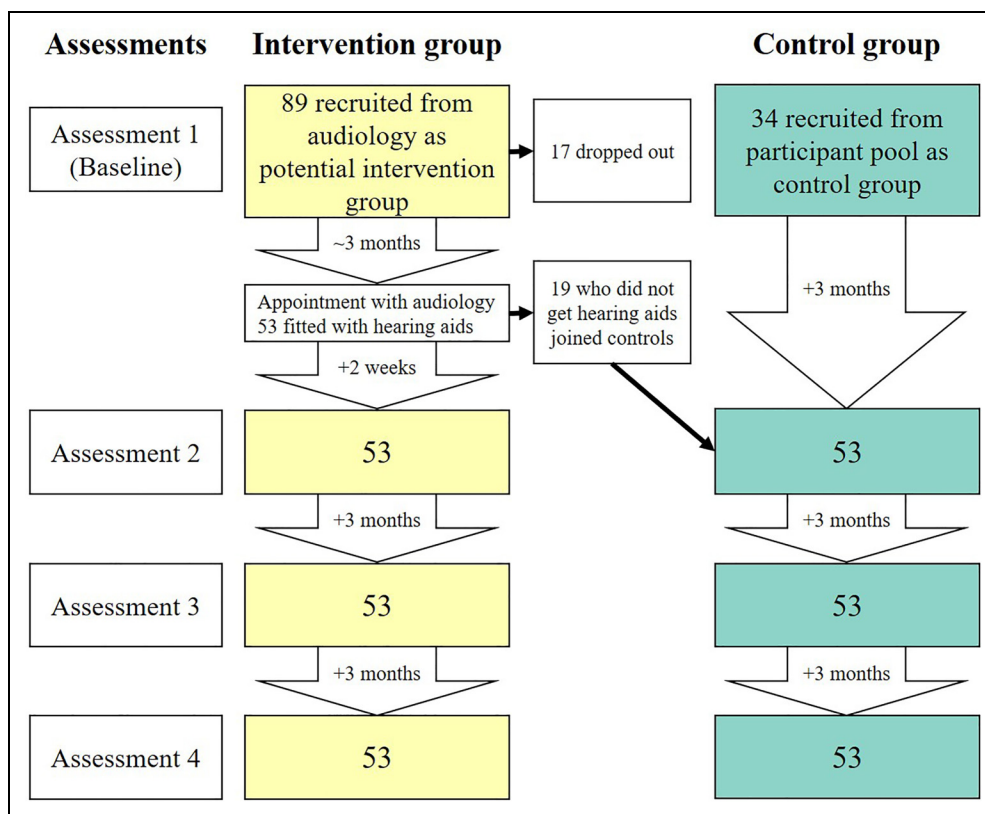 Assessments
Intervention group
Control group
Assessment 1
(Baseline)
89 recruited from
audiology as
potential intervention
group
17 dropped out
34 recruited from
participant pool as
control group
~3 months
+3 months
Appointment with audiology
53 fitted with hearing aids
19 who did not
get hearing aids
joined controls
+2 weeks
Assessment 2
53
53
+3 months
+3 months
Assessment 3
53
53
+3 months
+3 months
Assessment 4
53
53